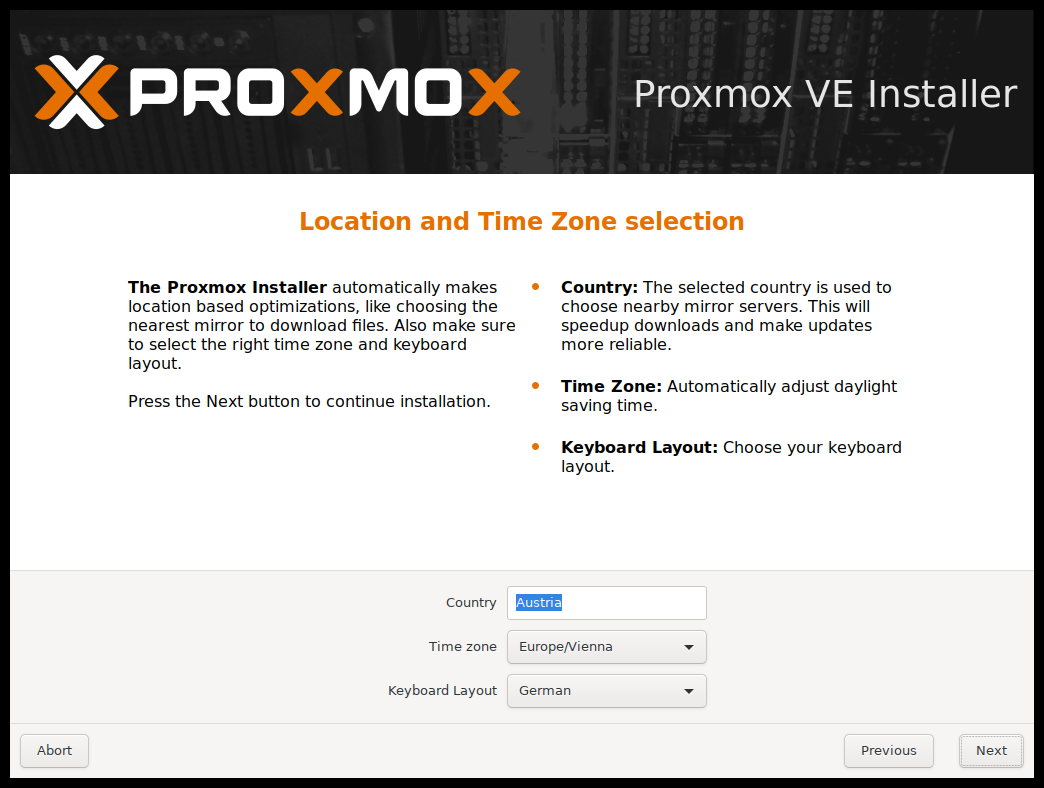 PROXMOX
Proxmox VE Installer
Location and Time Zone selection
The Proxmox Installer automatically makes
location based optimizations, like choosing the
nearest mirror to download files. Also make sure
to select the right time zone and keyboard
layout.
Press the Next button to continue installation.
Country: The selected country is used to
choose nearby mirror servers. This will
speedup downloads and make updates
more reliable.
Time Zone: Automatically adjust daylight
saving time.
Keyboard Layout: Choose your keyboard
layout.
Country Austria
Time zone Europe/Vienna
Keyboard Layout German
Abort Previous Next